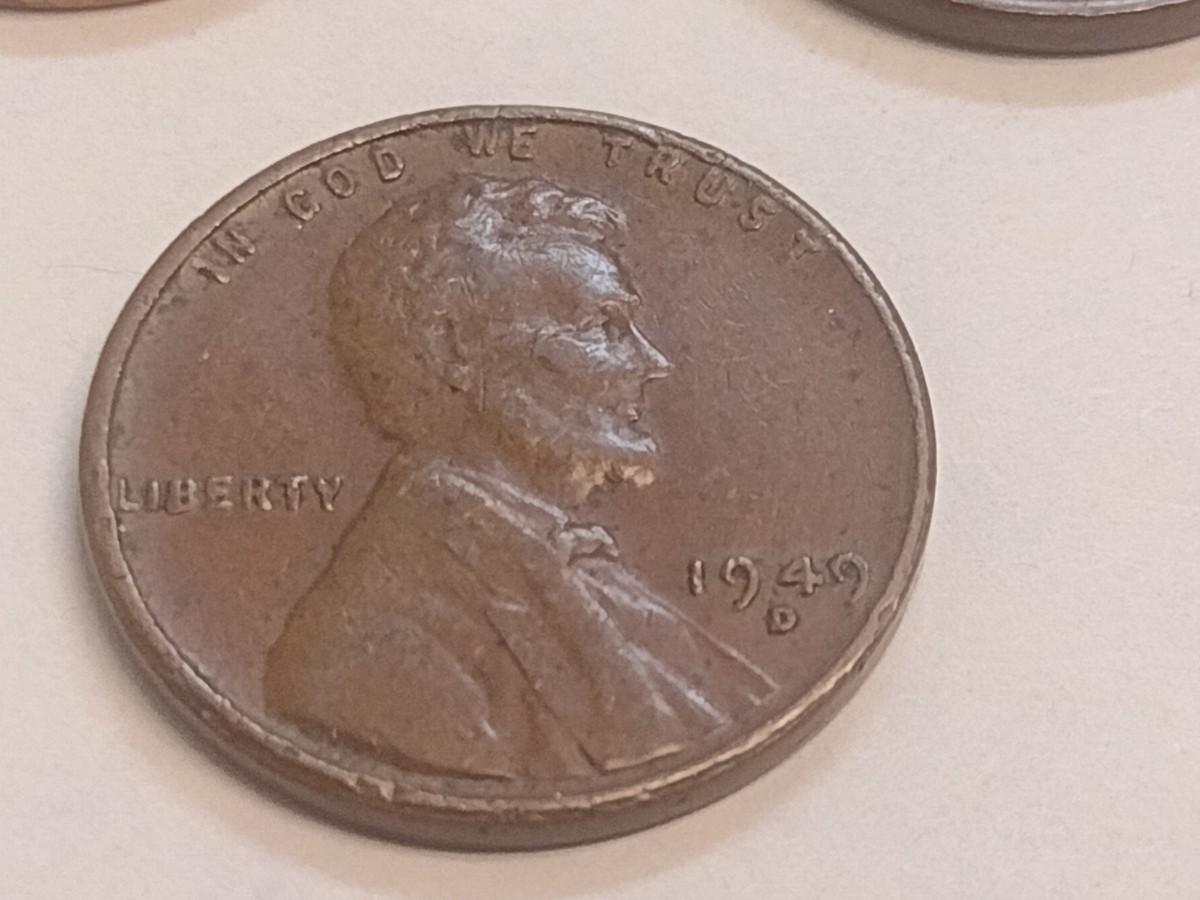 IN GOD WE TRUST
LIBERTY
1949
D